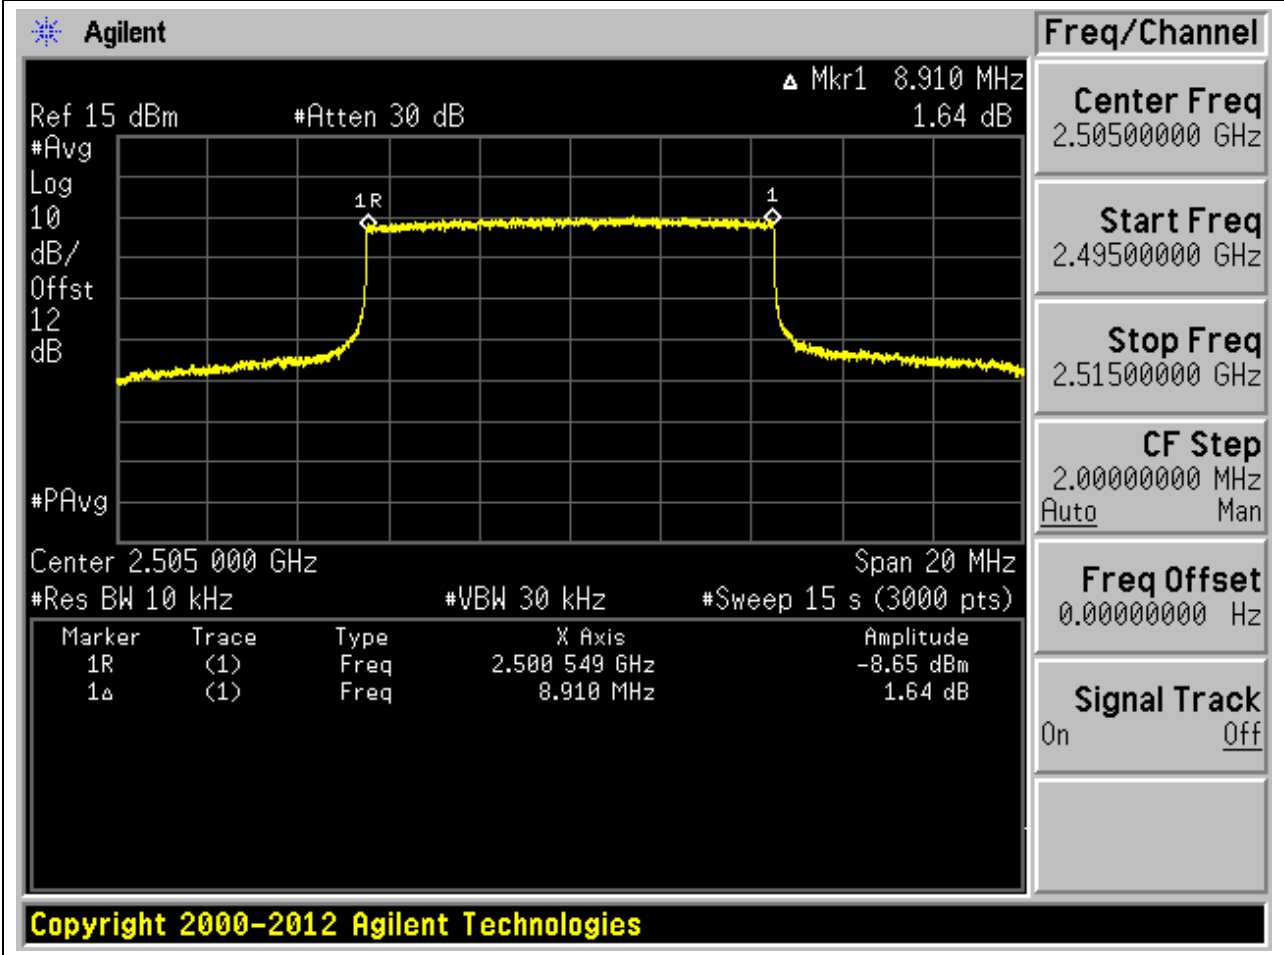 Agilent
Freq/Channel
Δ Mkr1 8.910 MHz
Ref 15 dBm #Atten 30 dB 1.64 dB
#Avg
Log
10
dB/
Offst
12
dB
#PAvg
1R
1
Center 2.505 000 GHz Span 20 MHz
#Res BW 10 kHz #VBW 30 kHz #Sweep 15 s (3000 pts)
Marker Trace Type X Axis Amplitude
1R (1) Freq 2.500 549 GHz -8.65 dBm
1Δ (1) Freq 8.910 MHz 1.64 dB
Center Freq
2.50500000 GHz
Start Freq
2.49500000 GHz
Stop Freq
2.51500000 GHz
CF Step
2.00000000 MHz
Auto Man
Freq Offset
0.00000000 Hz
Signal Track
On Off
Copyright 2000-2012 Agilent Technologies